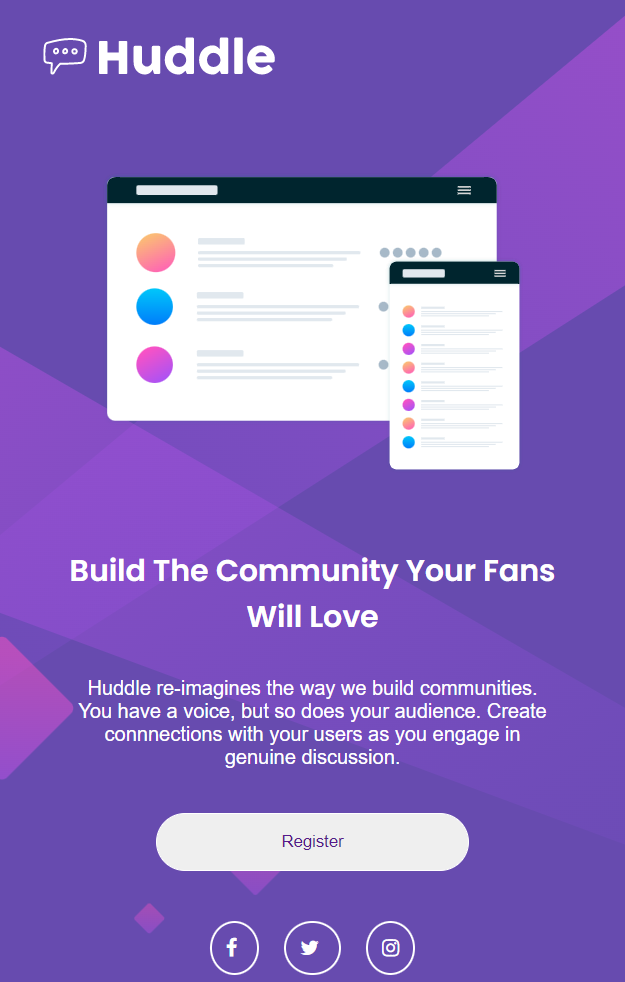 Huddle
Build The Community Your Fans
Will Love
Huddle re-imagines the way we build communities.
You have a voice, but so does your audience. Create
connnections with your users as you engage in
genuine discussion.
Register